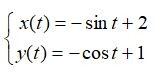 x(t) = − sin t + 2
y(t) = −cos t + 1